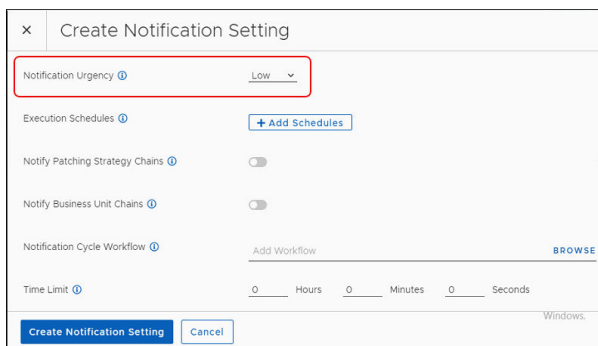 × Create Notification Setting
Notification Urgency Low
Execution Schedules + Add Schedules
Notify Patching Strategy Chains
Notify Business Unit Chains
Notification Cycle Workflow Add Workflow BROWSE
Time Limit 0 Hours 0 Minutes 0 Seconds
Windows.
Create Notification Setting Cancel